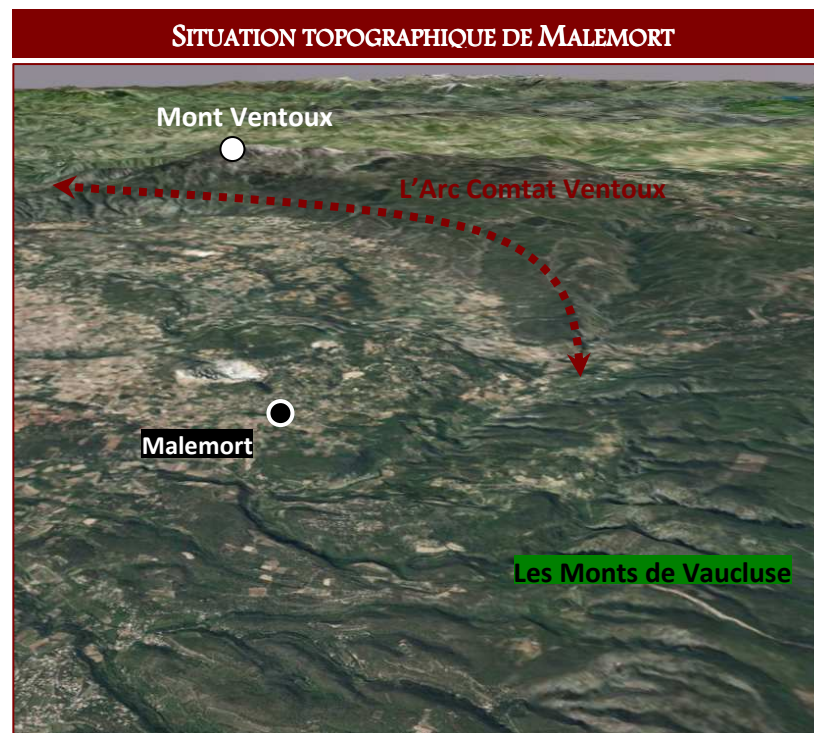 SITUATION TOPOGRAPHIQUE DE MALEMORT
Mont Ventoux
L'Arc Comtat Ventoux
Malemort
Les Monts de Vaucluse